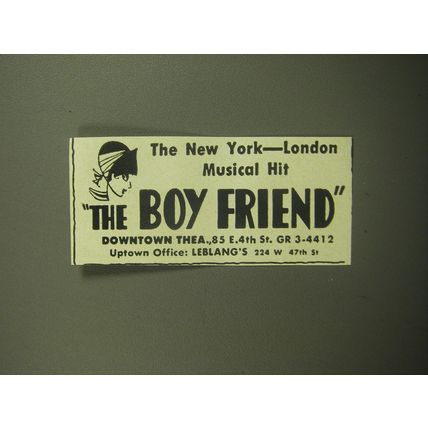 The New York—London
Musical Hit
"THE BOY FRIEND"
DOWNTOWN THEA., 85 E.4th St. GR 3-4412
Uptown Office: LEBLANG'S 224 W 47th St